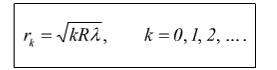 r_k = √kRλ, k = 0, 1, 2, ... .